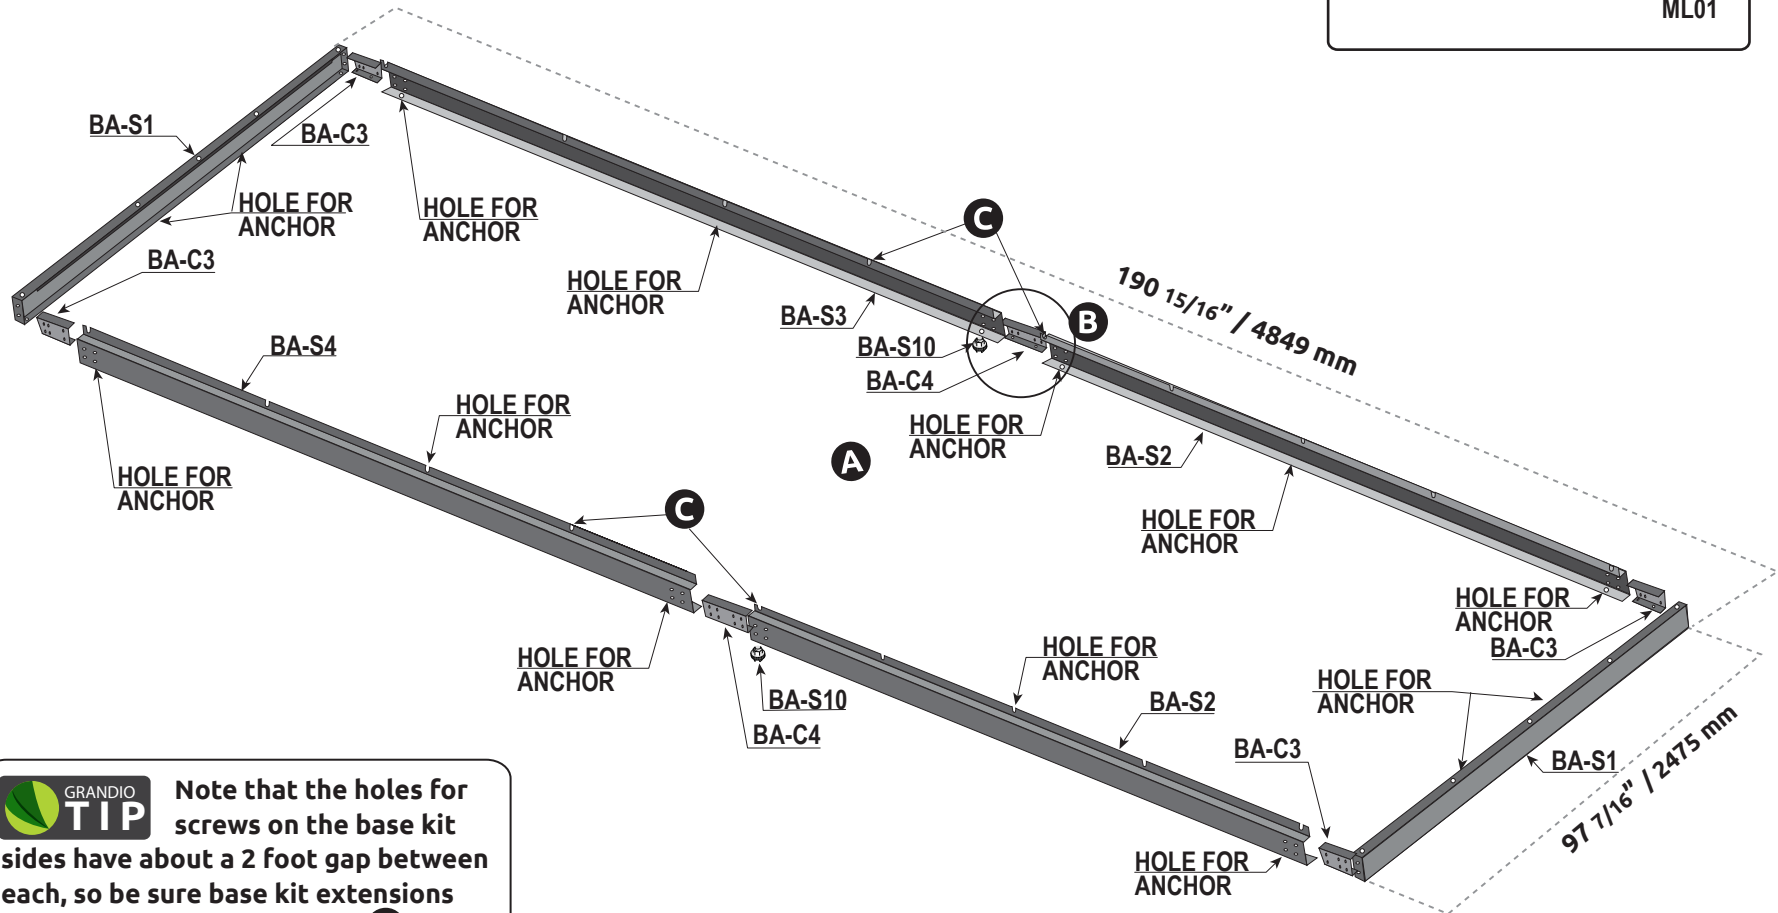 ML01
BA-S1
BA-C3
HOLE FOR
ANCHOR
HOLE FOR
ANCHOR
C
BA-C3
HOLE FOR
ANCHOR
190 15/16” / 4849 mm
BA-S3
B
BA-S4
BA-S10
BA-C4
HOLE FOR
ANCHOR
HOLE FOR
ANCHOR
A
BA-S2
HOLE FOR
ANCHOR
C
HOLE FOR
ANCHOR
HOLE FOR
ANCHOR
BA-C3
HOLE FOR
ANCHOR
HOLE FOR
ANCHOR
HOLE FOR
ANCHOR
BA-S10
BA-S2
BA-C4
BA-C3
BA-S1
97 7/16” / 2475 mm
HOLE FOR
ANCHOR
GRANDIO
TIP
Note that the holes for
screws on the base kit
sides have about a 2 foot gap between
each, so be sure base kit extensions